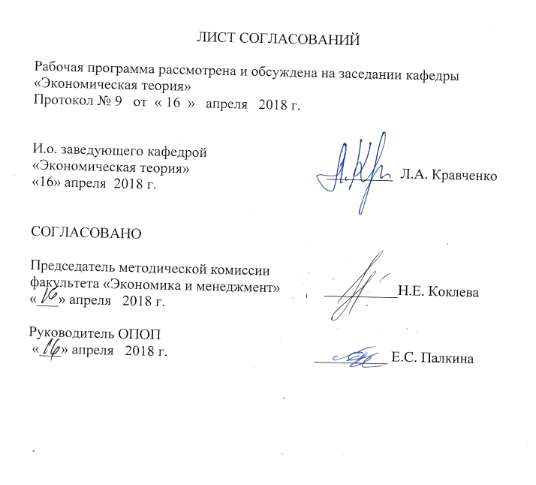 ЛИСТ СОГЛАСОВАНИЙ
Рабочая программа рассмотрена и обсуждена на заседании кафедры
«Экономическая теория»
Протокол № 9 от « 16 » апреля 2018 г.
И.о. заведующего кафедрой
«Экономическая теория»
«16» апреля 2018 г.
Л.А. Кравченко
СОГЛАСОВАНО
Председатель методической комиссии
факультета «Экономика и менеджмент»
«16» апреля 2018 г.
Н.Е. Коклева
Руководитель ОПОП
«16» апреля 2018 г.
Е.С. Палкина